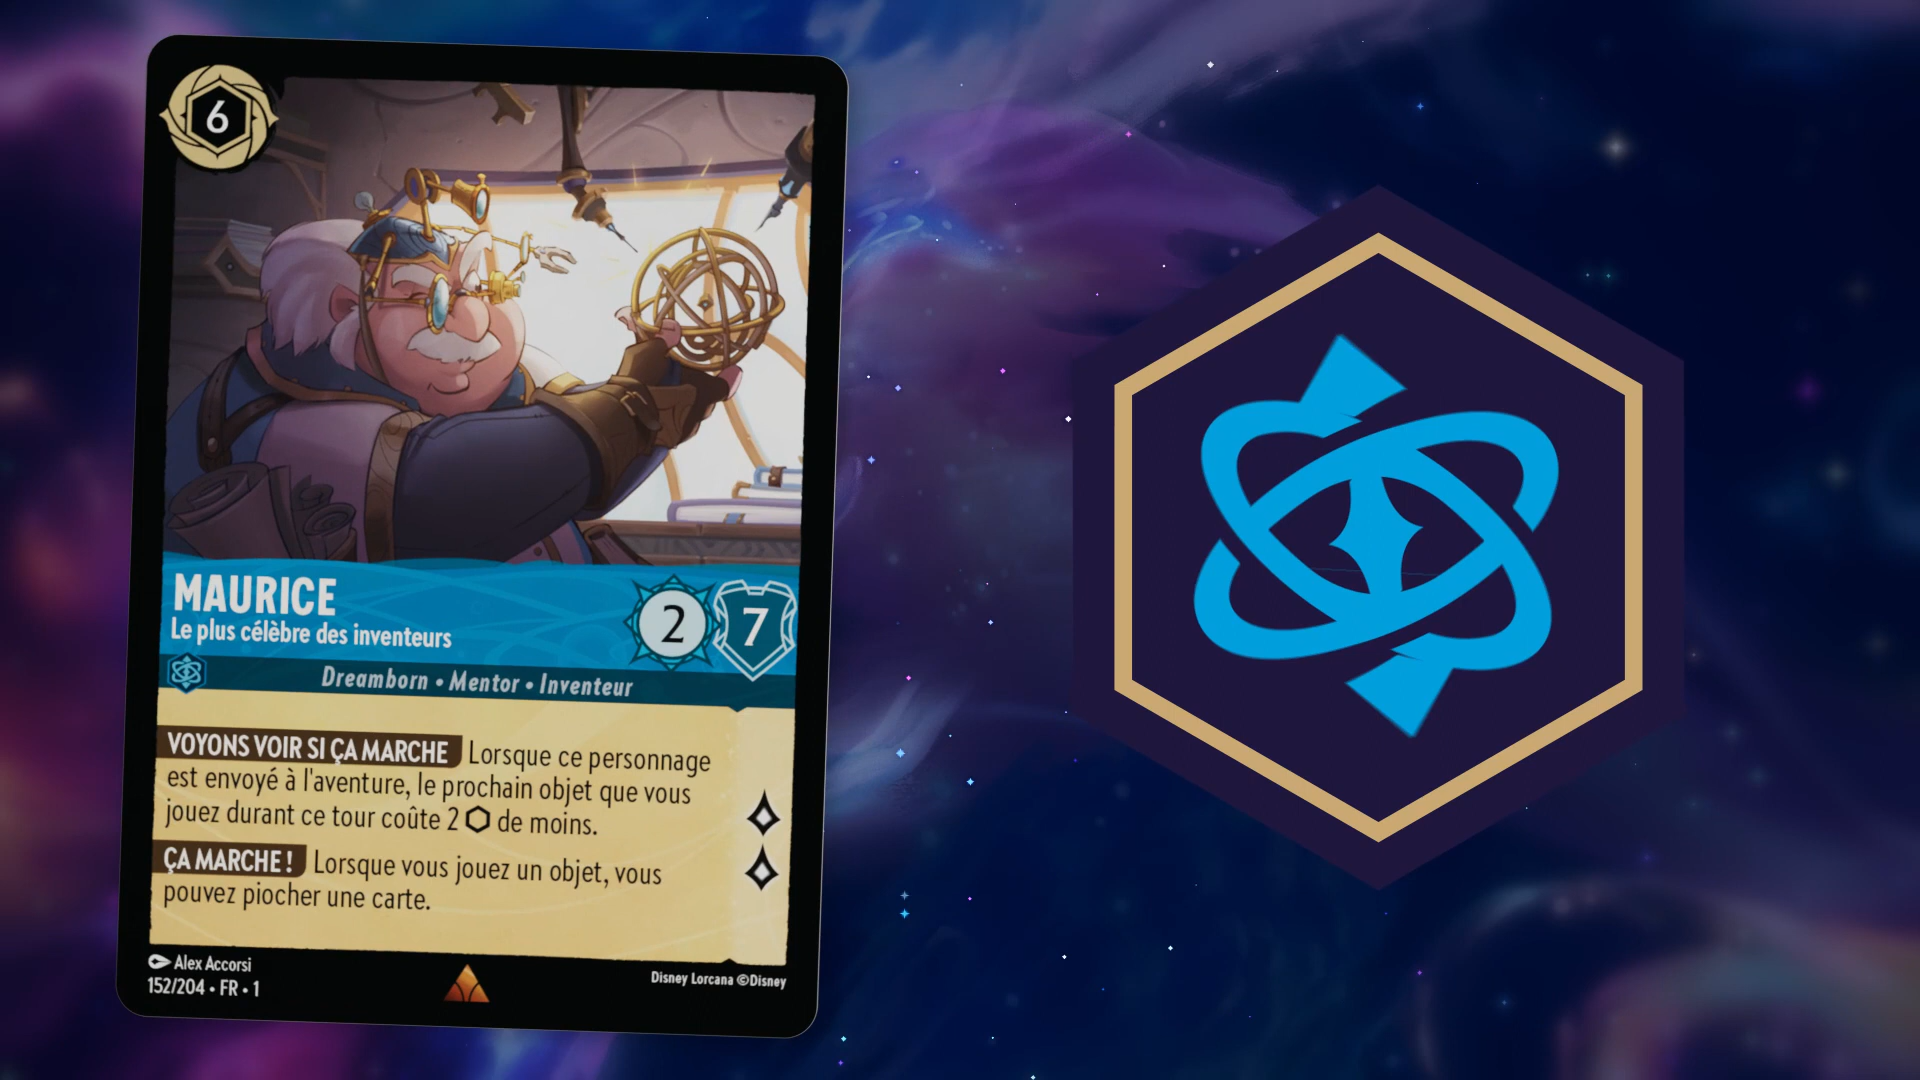 6
MAURICE
Le plus célèbre des inventeurs
2
7
Dreamborn • Mentor • Inventeur
VOYONS VOIR SI ÇA MARCHE Lorsque ce personnage
est envoyé à l'aventure, le prochain objet que vous
jouez durant ce tour coûte 2 ⬡ de moins.
ÇA MARCHE ! Lorsque vous jouez un objet, vous
pouvez piocher une carte.
Alex Accorsi
152/204 • FR • 1
Disney Lorcana ©Disney